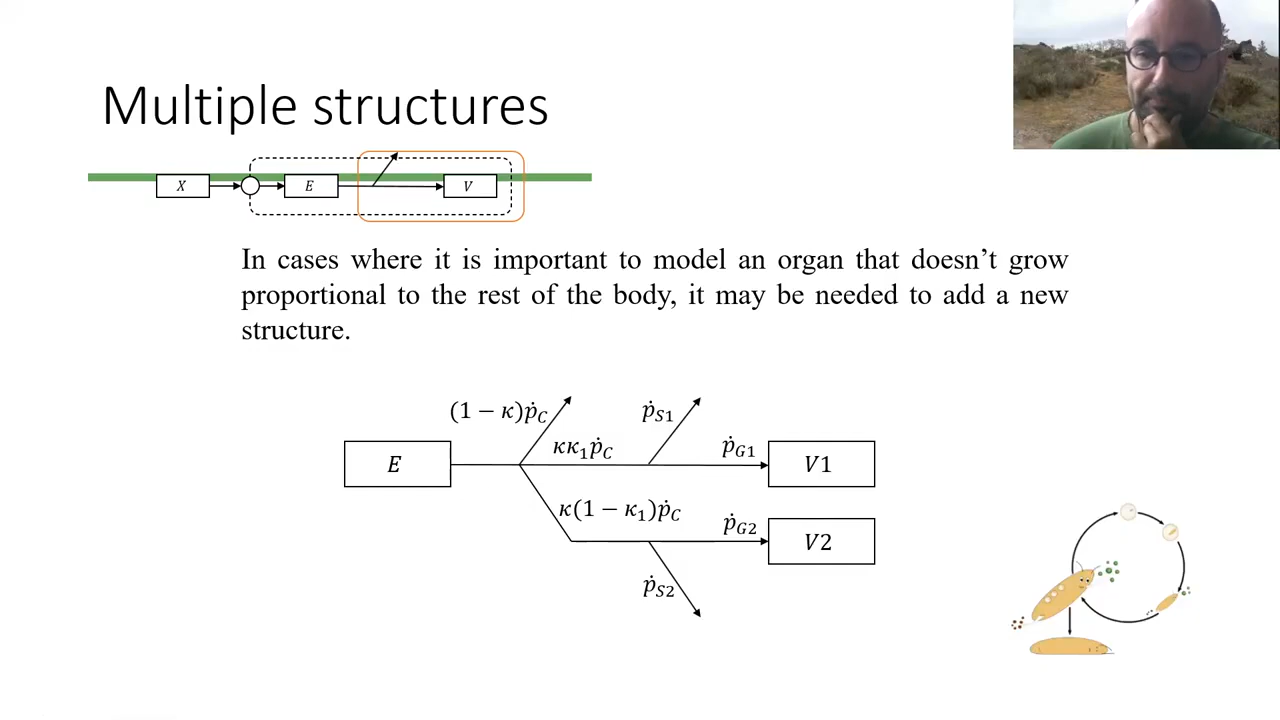 Multiple structures
X
E
V
In cases where it is important to model an organ that doesn’t grow
proportional to the rest of the body, it may be needed to add a new
structure.
(1 − κ)ṗ_C
ṗ_S1
κκ₁ṗ_C
ṗ_G1
E
V1
κ(1 − κ₁)ṗ_C
ṗ_G2
V2
ṗ_S2